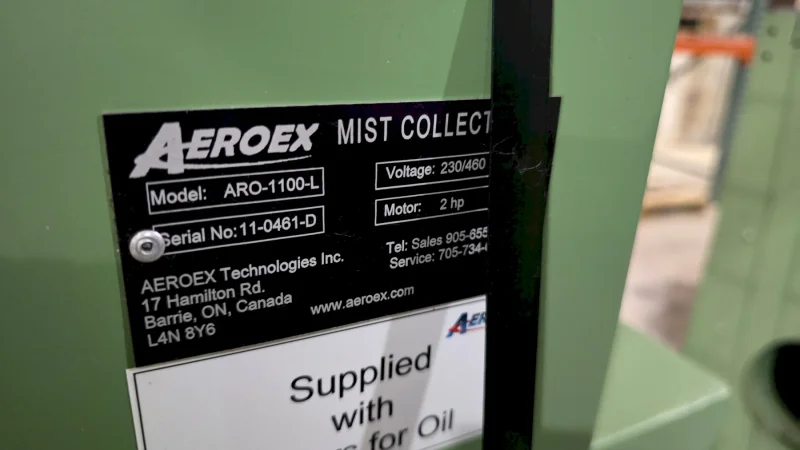 AEROEX MIST COLLECT
Model: ARO-1100-L
Voltage: 230/460
Serial No: 11-0461-D
Motor: 2 hp
AEROEX Technologies Inc.
17 Hamilton Rd.
Barrie, ON, Canada
L4N 8Y6
Tel: Sales 905-655
Service: 705-734-
www.aeroex.com
Supplied
with
for Oil